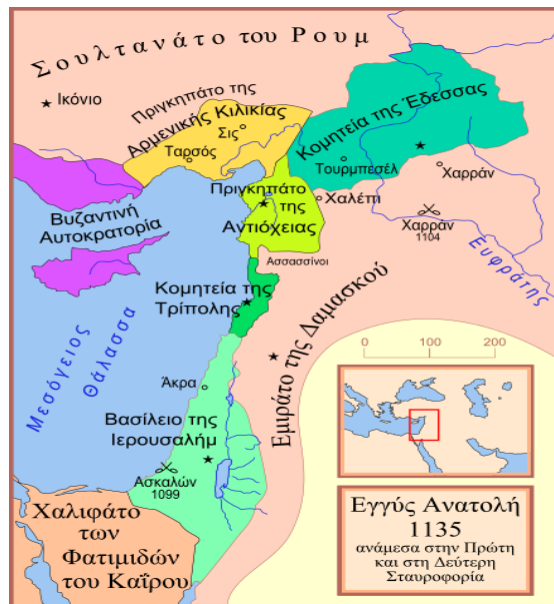 Σουλτανάτο του Ρουμ
Ικόνιο
Πριγκηπάτο της
Αρμενικής Κιλικίας
Σις
Ταρσός
Κομητεία της Έδεσσας
Τουρμπεσέλ
Χαρράν
Χαλέπι
Χαρράν
1104
Ευφράτης
Βυζαντινή
Αυτοκρατορία
Πριγκηπάτο
της
Αντιόχειας
Ασσασσίνοι
Κομητεία της
Τρίπολης
Μεσόγειος
Θάλασσα
Εμιράτο της Δαμασκού
Άκρα
Βασίλειο της
Ιερουσαλήμ
Ασκαλών
1099
Χαλιφάτο
των
Φατιμιδών
του Καΐρου
0 100 200
Εγγύς Ανατολή
1135
ανάμεσα στην Πρώτη
και στη Δεύτερη
Σταυροφορία